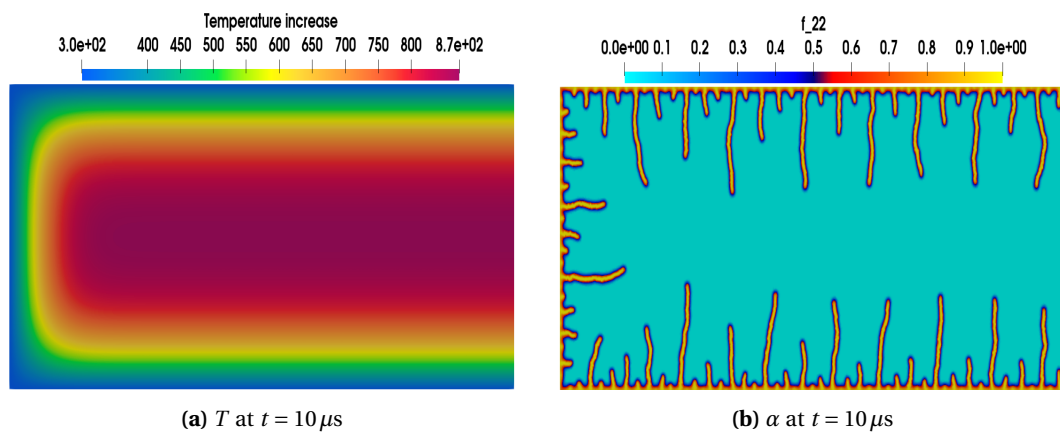 Temperature increase
3.0e+02 400 450 500 550 600 650 700 750 800 8.7e+02
f_22
0.0e+00 0.1 0.2 0.3 0.4 0.5 0.6 0.7 0.8 0.9 1.0e+00
(a) T at t = 10 μs
(b) α at t = 10 μs